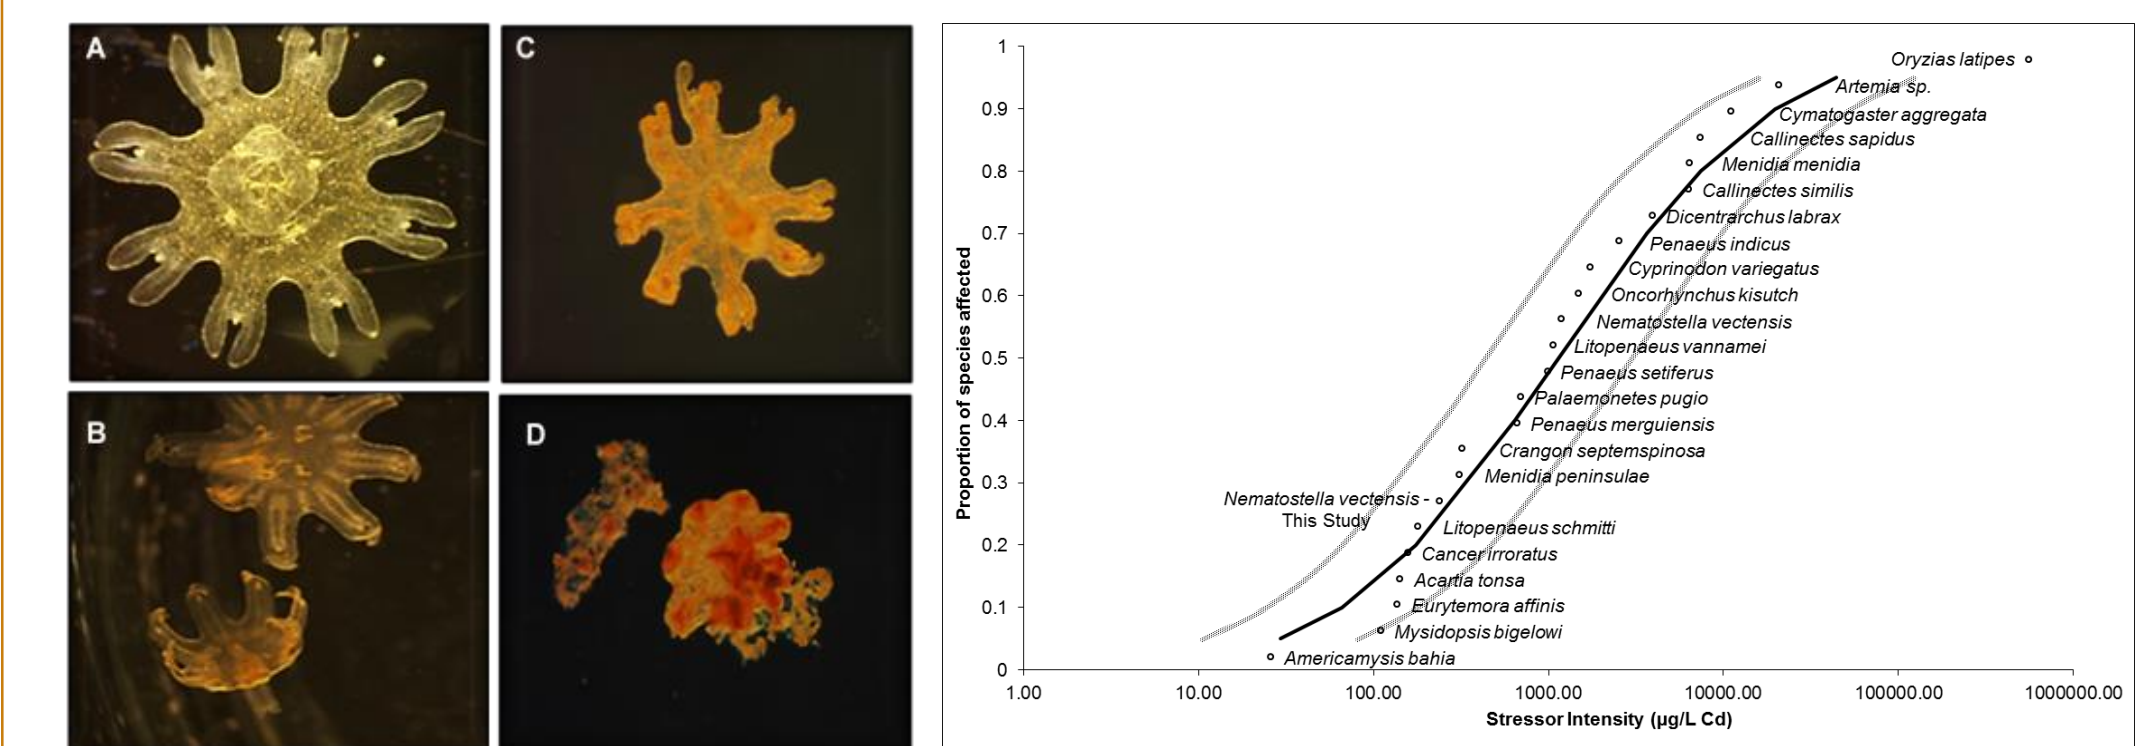 A
C
B
D
Proportion of species affected
1
0.9
0.8
0.7
0.6
0.5
0.4
0.3
0.2
0.1
0
Oryzias latipes
Artemia sp.
Cymatogaster aggregata
Callinectes sapidus
Menidia menidia
Callinectes similis
Dicentrarchus labrax
Penaeus indicus
Cyprinodon variegatus
Oncorhynchus kisutch
Nematostella vectensis
Litopenaeus vannamei
Penaeus setiferus
Palaemonetes pugio
Penaeus merguiensis
Crangon septemspinosa
Menidia peninsulae
Nematostella vectensis -
This Study
Litopenaeus schmitti
Cancer irroratus
Acartia tonsa
Eurytemora affinis
Mysidopsis bigelowi
Americamysis bahia
1.00 10.00 100.00 1000.00 10000.00 100000.00 1000000.00
Stressor Intensity (µg/L Cd)